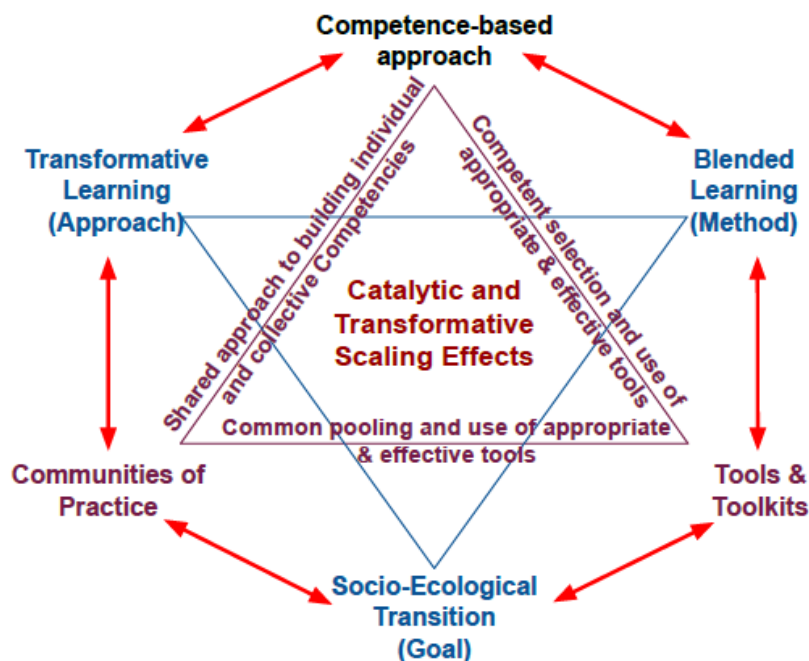 Competence-based
approach
Transformative
Learning
(Approach)
Blended
Learning
(Method)
Shared approach to building individual
and collective Competencies
Competent selection and use of
appropriate & effective tools
Catalytic and
Transformative
Scaling Effects
Common pooling and use of appropriate
& effective tools
Communities of
Practice
Tools &
Toolkits
Socio-Ecological
Transition
(Goal)